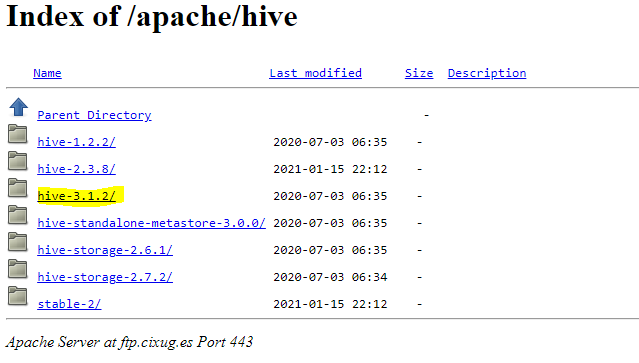 Index of /apache/hive
Name Last modified Size Description
Parent Directory -
hive-1.2.2/ 2020-07-03 06:35 -
hive-2.3.8/ 2021-01-15 22:12 -
hive-3.1.2/ 2020-07-03 06:35 -
hive-standalone-metastore-3.0.0/ 2020-07-03 06:35 -
hive-storage-2.6.1/ 2020-07-03 06:35 -
hive-storage-2.7.2/ 2020-07-03 06:34 -
stable-2/ 2021-01-15 22:12 -
Apache Server at ftp.cixug.es Port 443